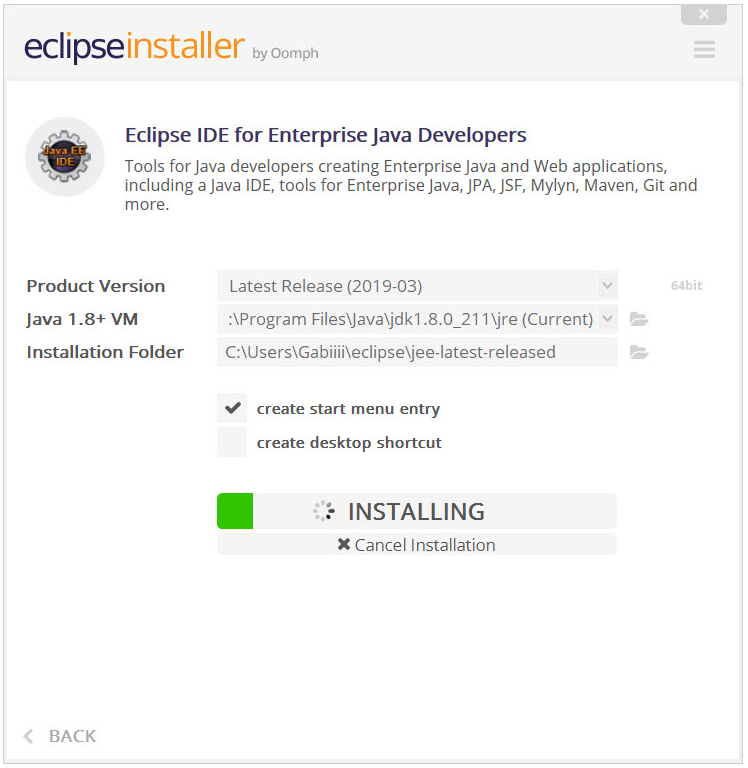 eclipseinstaller by Oomph
Java EE
IDE
Eclipse IDE for Enterprise Java Developers
Tools for Java developers creating Enterprise Java and Web applications,
including a Java IDE, tools for Enterprise Java, JPA, JSF, Mylyn, Maven, Git and
more.
Product Version Latest Release (2019-03) 64bit
Java 1.8+ VM :\Program Files\Java\jdk1.8.0_211\jre (Current)
Installation Folder C:\Users\Gabiiii\eclipse\jee-latest-released
create start menu entry
create desktop shortcut
INSTALLING
Cancel Installation
BACK